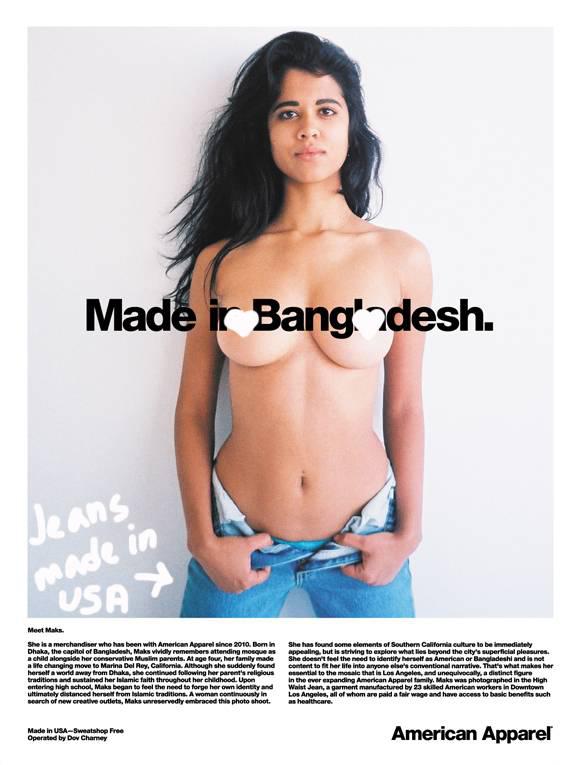 Made in Bangladesh.
Jeans
made in
USA →
Meet Maks.
She is a merchandiser who has been with American Apparel since 2010. Born in
Dhaka, the capitol of Bangladesh, Maks vividly remembers attending mosque as
a child alongside her conservative Muslim parents. At age four, her family made
a life changing move to Marina Del Rey, California. Although she suddenly found
herself a world away from Dhaka, she continued following her parent's religious
traditions and sustained her Islamic faith throughout her childhood. Upon
entering high school, Maks began to feel the need to forge her own identity and
ultimately distanced herself from Islamic traditions. A woman continuously in
search of new creative outlets, Maks unreservedly embraced this photo shoot.
She has found some elements of Southern California culture to be immediately
appealing, but is striving to explore what lies beyond the city's superficial pleasures.
She doesn't feel the need to identify herself as American or Bangladeshi and is not
content to fit her life into anyone else's conventional narrative. That's what makes her
essential to the mosaic that is Los Angeles, and unequivocally, a distinct figure
in the ever expanding American Apparel family. Maks was photographed in the High
Waist Jean, a garment manufactured by 23 skilled American workers in Downtown
Los Angeles, all of whom are paid a fair wage and have access to basic benefits such
as healthcare.
Made in USA—Sweatshop Free
Operated by Dov Charney
American Apparel